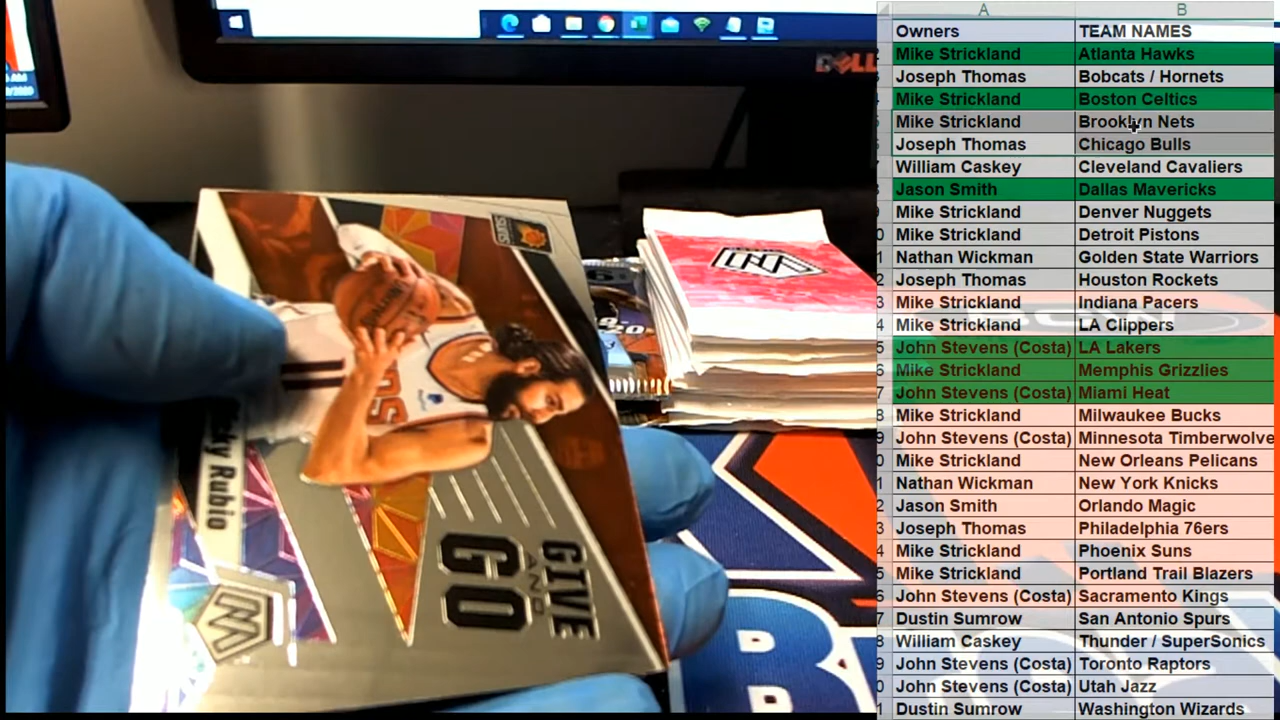 DELL
SUNS
Ricky Rubio
GIVE
AND
GO
A B
Owners TEAM NAMES
Mike Strickland Atlanta Hawks
Joseph Thomas Bobcats / Hornets
Mike Strickland Boston Celtics
Mike Strickland Brooklyn Nets
Joseph Thomas Chicago Bulls
William Caskey Cleveland Cavaliers
Jason Smith Dallas Mavericks
Mike Strickland Denver Nuggets
Mike Strickland Detroit Pistons
Nathan Wickman Golden State Warriors
Joseph Thomas Houston Rockets
Mike Strickland Indiana Pacers
Mike Strickland LA Clippers
John Stevens (Costa) LA Lakers
Mike Strickland Memphis Grizzlies
John Stevens (Costa) Miami Heat
Mike Strickland Milwaukee Bucks
John Stevens (Costa) Minnesota Timberwolve
Mike Strickland New Orleans Pelicans
Nathan Wickman New York Knicks
Jason Smith Orlando Magic
Joseph Thomas Philadelphia 76ers
Mike Strickland Phoenix Suns
Mike Strickland Portland Trail Blazers
John Stevens (Costa) Sacramento Kings
Dustin Sumrow San Antonio Spurs
William Caskey Thunder / SuperSonics
John Stevens (Costa) Toronto Raptors
John Stevens (Costa) Utah Jazz
Dustin Sumrow Washington Wizards